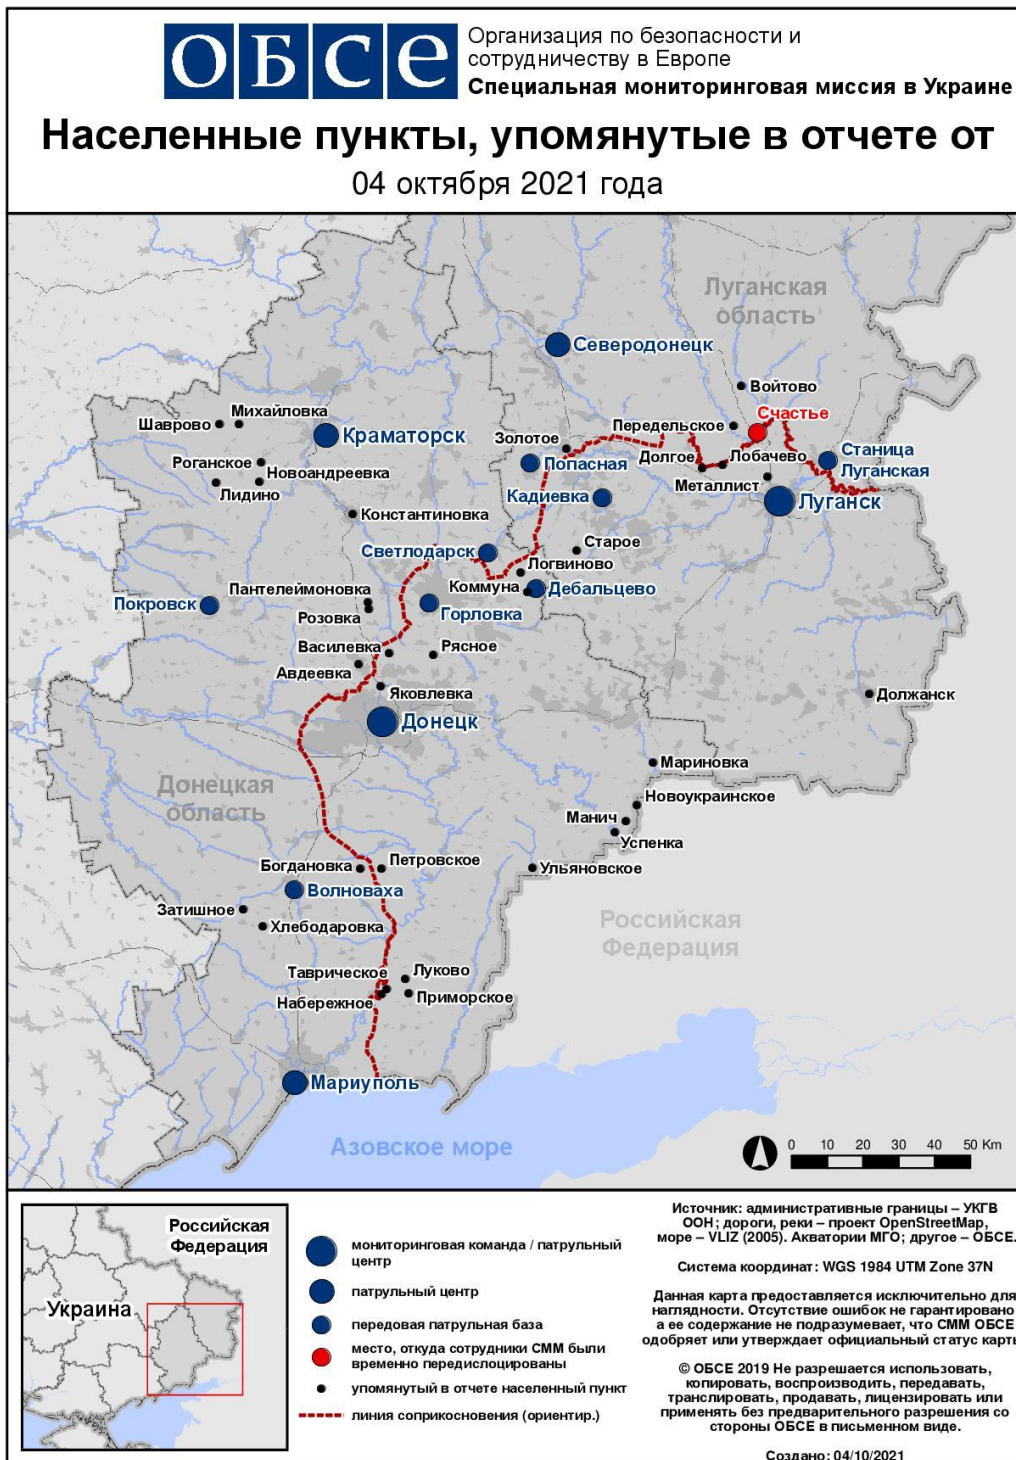 ОБСЕ
Организация по безопасности и
сотрудничеству в Европе
Специальная мониторинговая миссия в Украине
Населенные пункты, упомянутые в отчете от
04 октября 2021 года
Луганская
область
Северодонецк
Войтово
Счастье
Михайловка
Шаврово
Краматорск
Передельское
Золотое
Станица
Луганская
Роганское
Новоандреевка
Попасная
Долгое
Лобачево
Металлист
Лидино
Кадиевка
Луганск
Константиновка
Светлодарск
Старое
Логвиново
Пантелеймоновка
Коммуна
Дебальцево
Покровск
Розовка
Горловка
Василевка
Рясное
Авдеевка
Яковлевка
Должанск
Донецк
Мариновка
Донецкая
область
Новоукраинское
Манич
Успенка
Богдановка
Петровское
Ульяновское
Волноваха
Затишное
Хлебодаровка
Российская
Федерация
Таврическое
Луково
Набережное
Приморское
Мариуполь
Азовское море
0 10 20 30 40 50 Km
Российская
Федерация
Украина
мониторинговая команда / патрульный
центр
патрульный центр
передовая патрульная база
место, откуда сотрудники СММ были
временно передислоцированы
упомянутый в отчете населенный пункт
линия соприкосновения (ориентир.)
Источник: административные границы – УКГВ
ООН; дороги, реки – проект OpenStreetMap,
море – VLIZ (2005). Акватории МГО; другое – ОБСЕ.
Система координат: WGS 1984 UTM Zone 37N
Данная карта предоставляется исключительно для
наглядности. Отсутствие ошибок не гарантировано
а ее содержание не подразумевает, что СММ ОБСЕ
одобряет или утверждает официальный статус карты
© ОБСЕ 2019 Не разрешается использовать,
копировать, воспроизводить, передавать,
транслировать, продавать, лицензировать или
применять без предварительного разрешения со
стороны ОБСЕ в письменном виде.
Создано: 04/10/2021